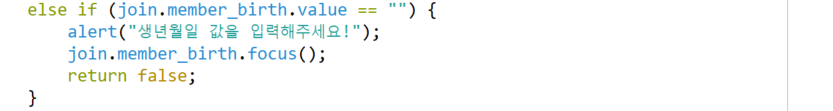 else if (join.member_birth.value == "") {
alert("생년월일 값을 입력해주세요!");
join.member_birth.focus();
return false;
}